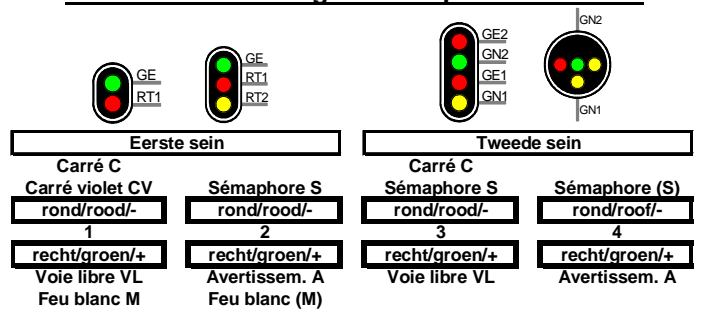 GE
RT1
GE
RT1
RT2
GE2
GN2
GE1
GN1
GN2
GN1
Eerste sein
Tweede sein
Carré C
Carré C
Carré violet CV
Sémaphore S
Sémaphore S
Sémaphore (S)
rond/rood/-
rond/rood/-
rond/rood/-
rond/roof/-
1
2
3
4
recht/groen/+
recht/groen/+
recht/groen/+
recht/groen/+
Voie libre VL
Avertissem. A
Voie libre VL
Avertissem. A
Feu blanc M
Feu blanc (M)